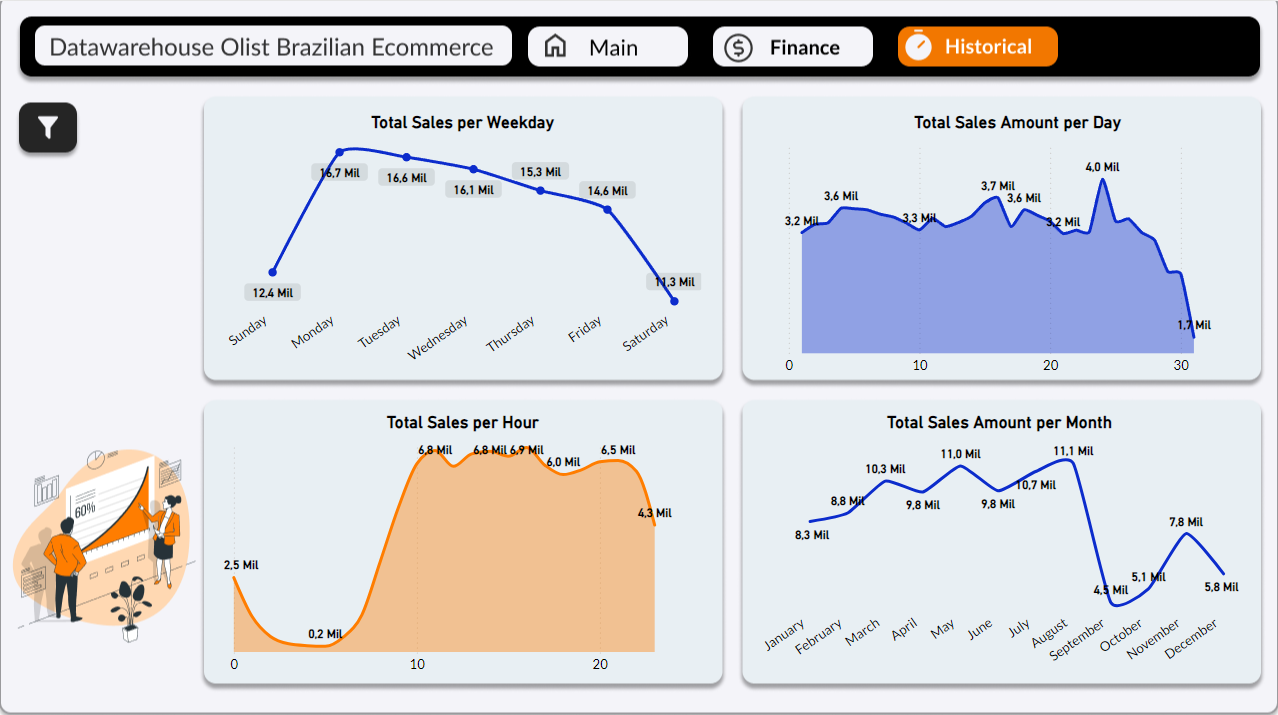 Datawarehouse Olist Brazilian Ecommerce
Main
Finance
Historical
Total Sales per Weekday
16,7 Mil
16,6 Mil
16,1 Mil
15,3 Mil
14,6 Mil
12,4 Mil
11,3 Mil
Sunday
Monday
Tuesday
Wednesday
Thursday
Friday
Saturday
Total Sales Amount per Day
3,2 Mil
3,6 Mil
3,3 Mil
3,7 Mil
3,6 Mil
3,2 Mil
4,0 Mil
1,7 Mil
0
10
20
30
60%
Total Sales per Hour
2,5 Mil
0,2 Mil
6,8 Mil
6,8 Mil
6,9 Mil
6,0 Mil
6,5 Mil
4,3 Mil
0
10
20
Total Sales Amount per Month
8,3 Mil
8,8 Mil
10,3 Mil
9,8 Mil
11,0 Mil
9,8 Mil
10,7 Mil
11,1 Mil
4,5 Mil
5,1 Mil
7,8 Mil
5,8 Mil
January
February
March
April
May
June
July
August
September
October
November
December